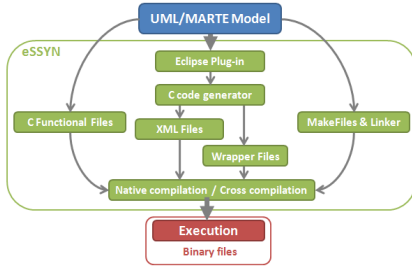 UML/MARTE Model
eSSYN
Eclipse Plug-in
C code generator
C Functional Files
XML Files
MakeFiles & Linker
Wrapper Files
Native compilation / Cross compilation
Execution
Binary files